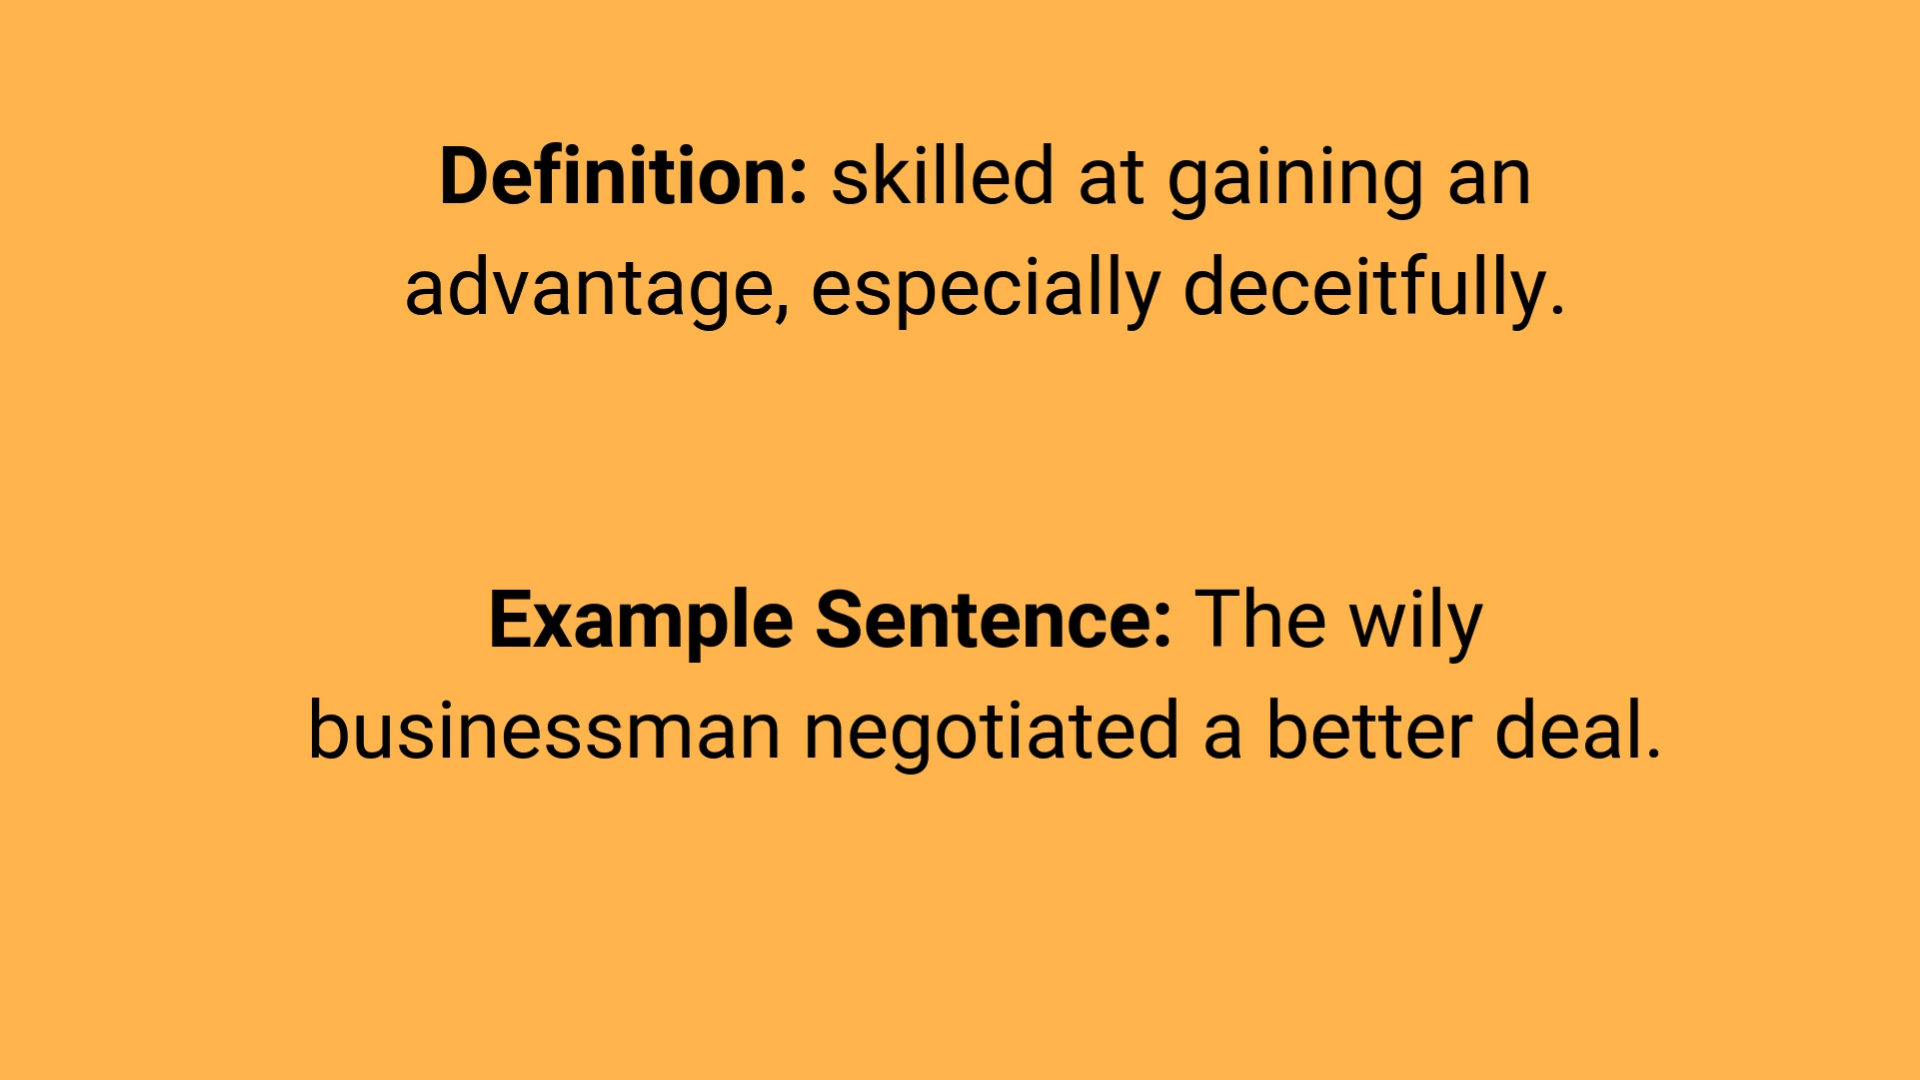 Definition: skilled at gaining an
advantage, especially deceitfully.
Example Sentence: The wily
businessman negotiated a better deal.